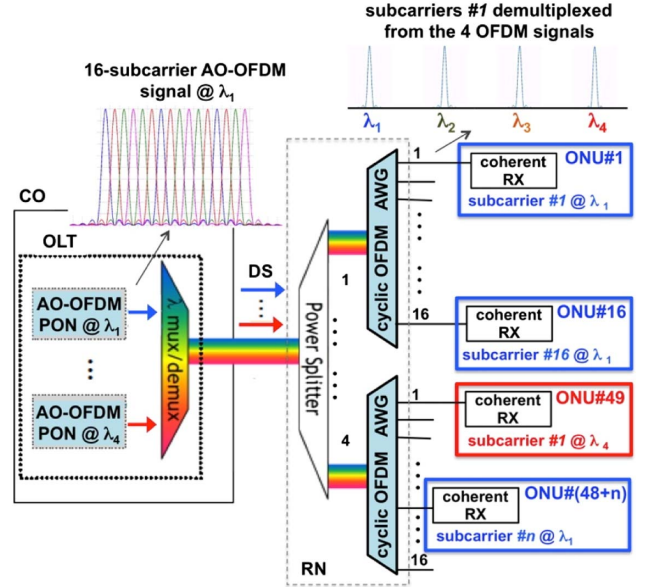 subcarriers #1 demultiplexed
from the 4 OFDM signals
16-subcarrier AO-OFDM
signal @ λ1
λ1 λ2 λ3 λ4
CO
OLT
AO-OFDM
PON @ λ1
AO-OFDM
PON @ λ4
λ mux/demux
DS
Power Splitter
1
4
RN
cyclic OFDM AWG
1
16
cyclic OFDM AWG
1
16
ONU#1
coherent
RX
subcarrier #1 @ λ1
ONU#16
coherent
RX
subcarrier #16 @ λ1
ONU#49
coherent
RX
subcarrier #1 @ λ4
ONU#(48+n)
coherent
RX
subcarrier #n @ λ1